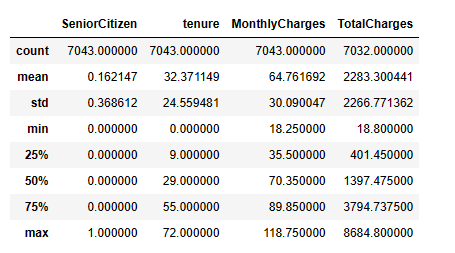 SeniorCitizen tenure MonthlyCharges TotalCharges
count 7043.000000 7043.000000 7043.000000 7032.000000
mean 0.162147 32.371149 64.761692 2283.300441
std 0.368612 24.559481 30.090047 2266.771362
min 0.000000 0.000000 18.250000 18.800000
25% 0.000000 9.000000 35.500000 401.450000
50% 0.000000 29.000000 70.350000 1397.475000
75% 0.000000 55.000000 89.850000 3794.737500
max 1.000000 72.000000 118.750000 8684.800000